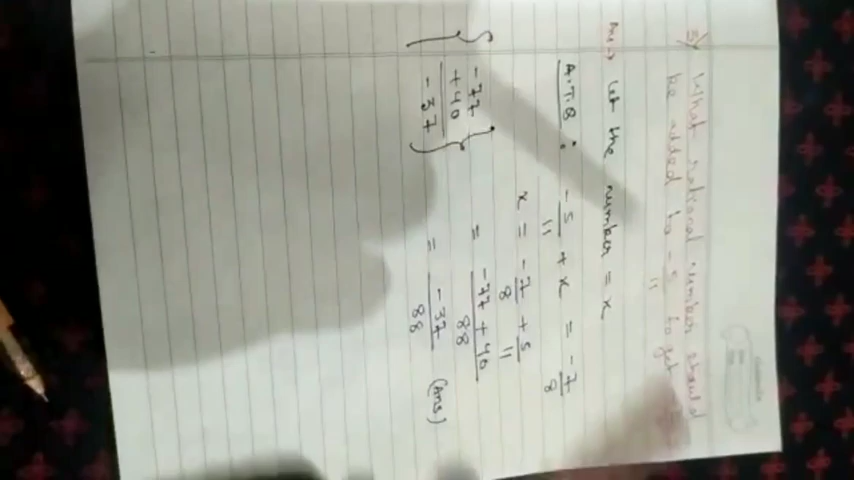 3) What rational number should
be added to -5/11 to get
Ans → Let the number = x
A.T.Q : -5/11 + x = -7/8
x = -7/8 + 5/11
= -77 + 40/88
= -37/88 (Ans)
{ -77
+40
-37 }